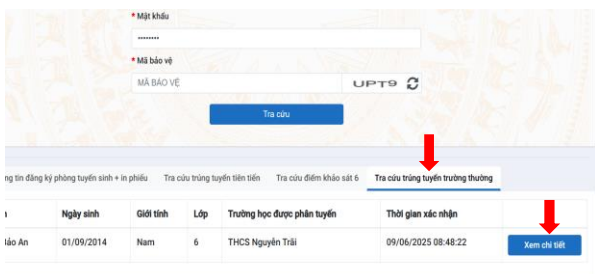 * Mật khẩu
********
* Mã bảo vệ
MÃ BẢO VỆ UPT9
Tra cứu
tin đăng ký phòng tuyển sinh + in phiếu Tra cứu trúng tuyển tiên tiến Tra cứu điểm khảo sát 6 Tra cứu trúng tuyển trường thường
Ngày sinh Giới tính Lớp Trường học được phân tuyến Thời gian xác nhận
Bảo An 01/09/2014 Nam 6 THCS Nguyễn Trãi 09/06/2025 08:48:22 Xem chi tiết